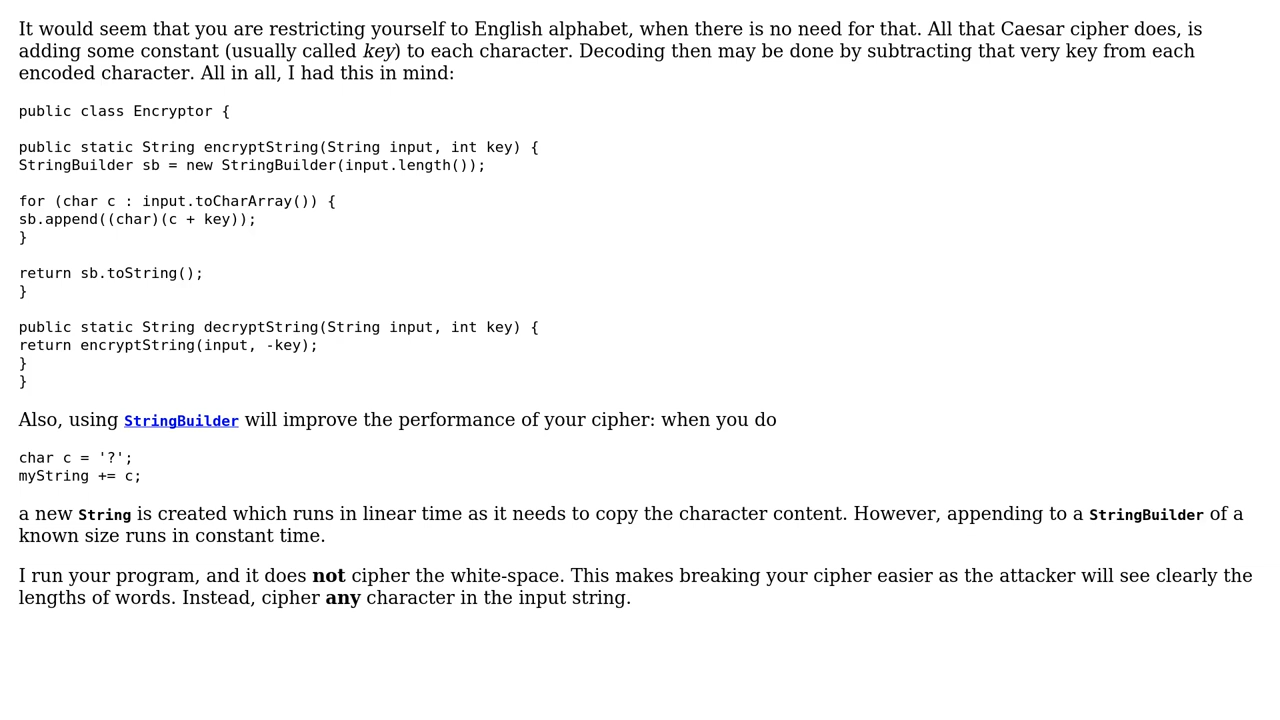 It would seem that you are restricting yourself to English alphabet, when there is no need for that. All that Caesar cipher does, is
adding some constant (usually called key) to each character. Decoding then may be done by subtracting that very key from each
encoded character. All in all, I had this in mind:
public class Encryptor {
public static String encryptString(String input, int key) {
StringBuilder sb = new StringBuilder(input.length());
for (char c : input.toCharArray()) {
sb.append((char)(c + key));
}
return sb.toString();
}
public static String decryptString(String input, int key) {
return encryptString(input, -key);
}
}
Also, using StringBuilder will improve the performance of your cipher: when you do
char c = '?';
myString += c;
a new String is created which runs in linear time as it needs to copy the character content. However, appending to a StringBuilder of a
known size runs in constant time.
I run your program, and it does not cipher the white-space. This makes breaking your cipher easier as the attacker will see clearly the
lengths of words. Instead, cipher any character in the input string.